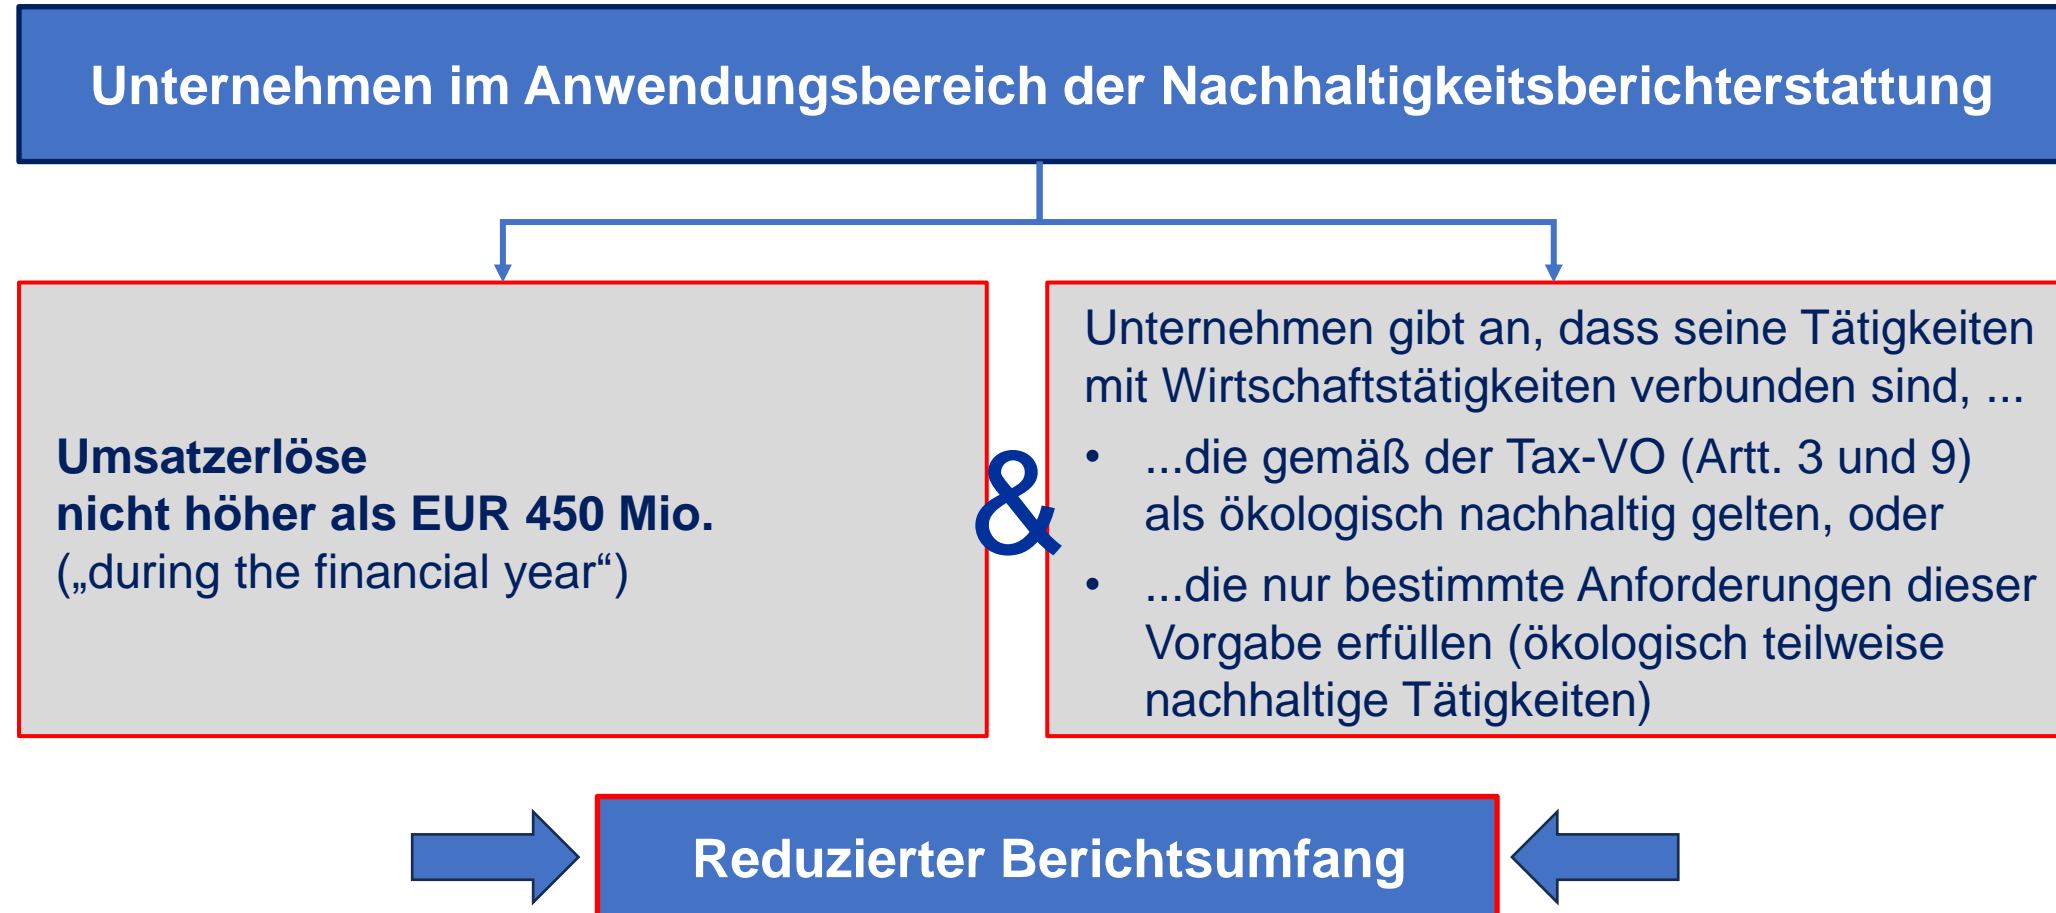 Unternehmen im Anwendungsbereich der Nachhaltigkeitsberichterstattung
Umsatzerlöse
nicht höher als EUR 450 Mio.
(„during the financial year“)
&
Unternehmen gibt an, dass seine Tätigkeiten
mit Wirtschaftstätigkeiten verbunden sind, ...
• ...die gemäß der Tax-VO (Artt. 3 und 9)
als ökologisch nachhaltig gelten, oder
• ...die nur bestimmte Anforderungen dieser
Vorgabe erfüllen (ökologisch teilweise
nachhaltige Tätigkeiten)
Reduzierter Berichtsumfang